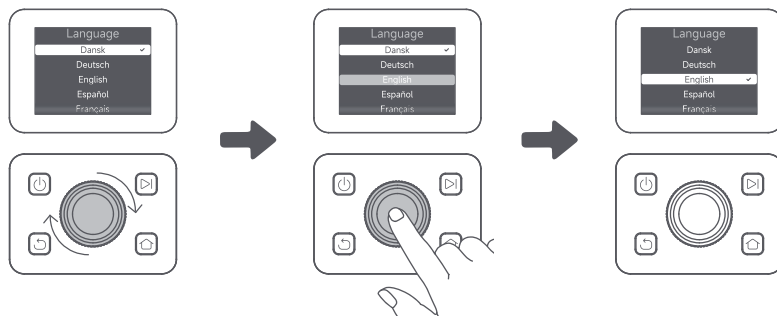 Language
Dansk
Deutsch
English
Español
Français
Language
Dansk
Deutsch
English
Español
Français
Language
Dansk
Deutsch
English
Español
Français